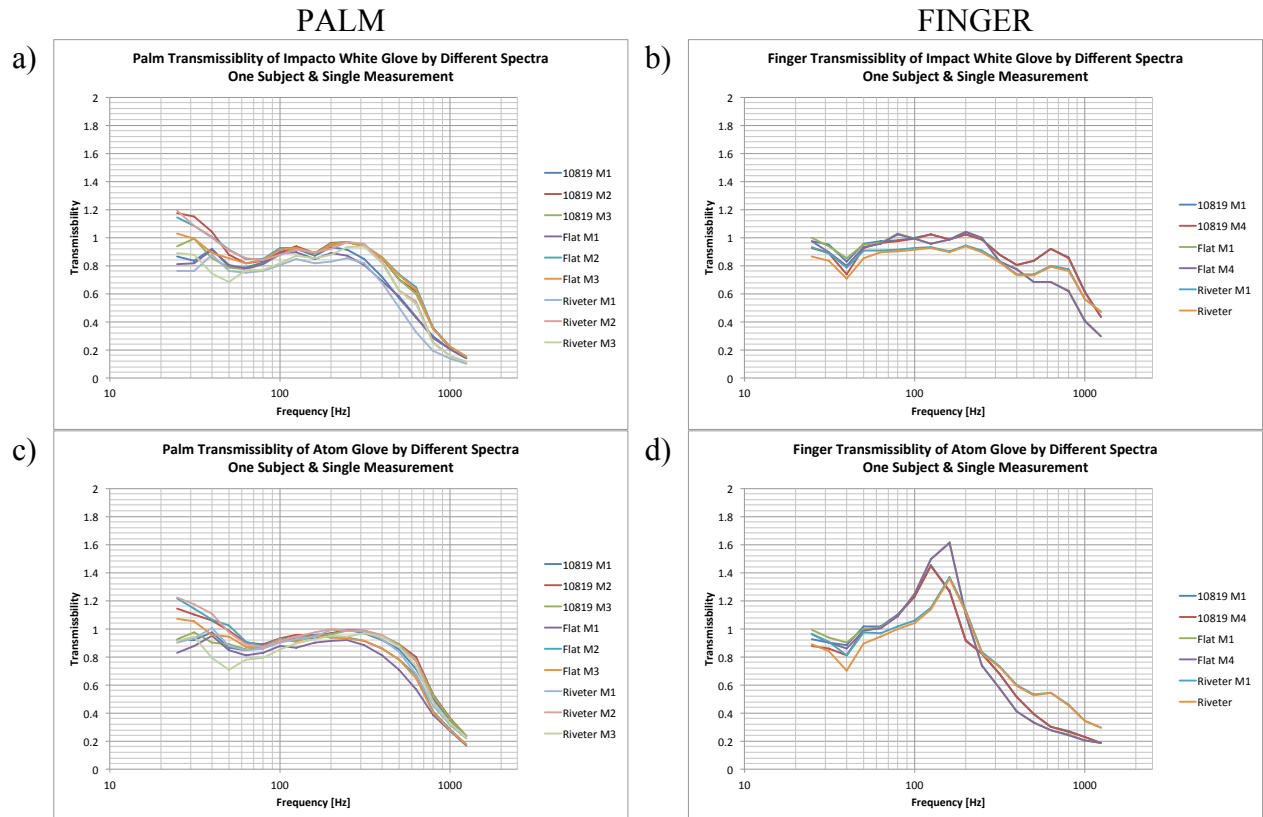 PALM
FINGER
a)
Palm Transmissiblity of Impacto White Glove by Different Spectra
One Subject & Single Measurement
Transmissbility
2
1.8
1.6
1.4
1.2
1
0.8
0.6
0.4
0.2
0
10
100
1000
Frequency [Hz]
10819 M1
10819 M2
10819 M3
Flat M1
Flat M2
Flat M3
Riveter M1
Riveter M2
Riveter M3
b)
Finger Transmissiblity of Impact White Glove by Different Spectra
One Subject & Single Measurement
Transmissbility
2
1.8
1.6
1.4
1.2
1
0.8
0.6
0.4
0.2
0
10
100
1000
Frequency [Hz]
10819 M1
10819 M4
Flat M1
Flat M4
Riveter M1
Riveter
c)
Palm Transmissiblity of Atom Glove by Different Spectra
One Subject & Single Measurement
Transmissbility
2
1.8
1.6
1.4
1.2
1
0.8
0.6
0.4
0.2
0
10
100
1000
Frequency [Hz]
10819 M1
10819 M2
10819 M3
Flat M1
Flat M2
Flat M3
Riveter M1
Riveter M2
Riveter M3
d)
Finger Transmissiblity of Atom Glove by Different Spectra
One Subject & Single Measurement
Transmissbility
2
1.8
1.6
1.4
1.2
1
0.8
0.6
0.4
0.2
0
10
100
1000
Frequency [Hz]
10819 M1
10819 M4
Flat M1
Flat M4
Riveter M1
Riveter